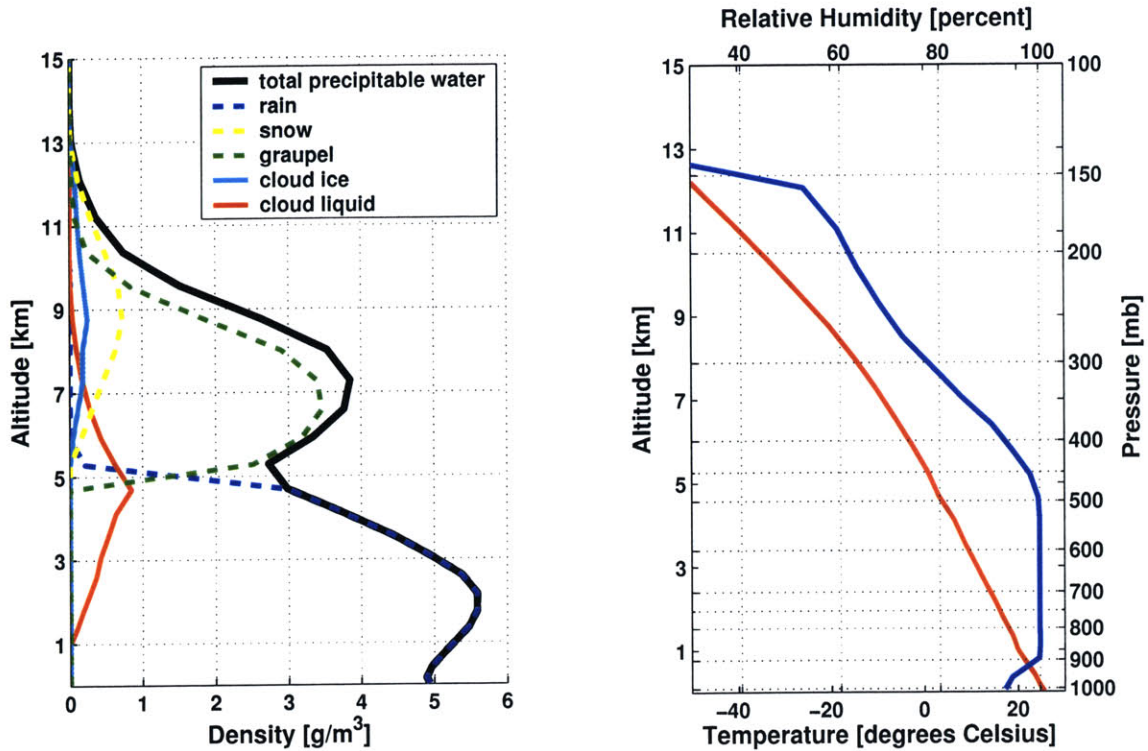 15
13
11
9
7
5
3
1
Altitude [km]
total precipitable water
rain
snow
graupel
cloud ice
cloud liquid
0 1 2 3 4 5 6
Density [g/m³]
Relative Humidity [percent]
40 60 80 100
15
13
11
9
7
5
3
1
Altitude [km]
100
150
200
300
400
500
600
700
800
900
1000
Pressure [mb]
−40 −20 0 20
Temperature [degrees Celsius]